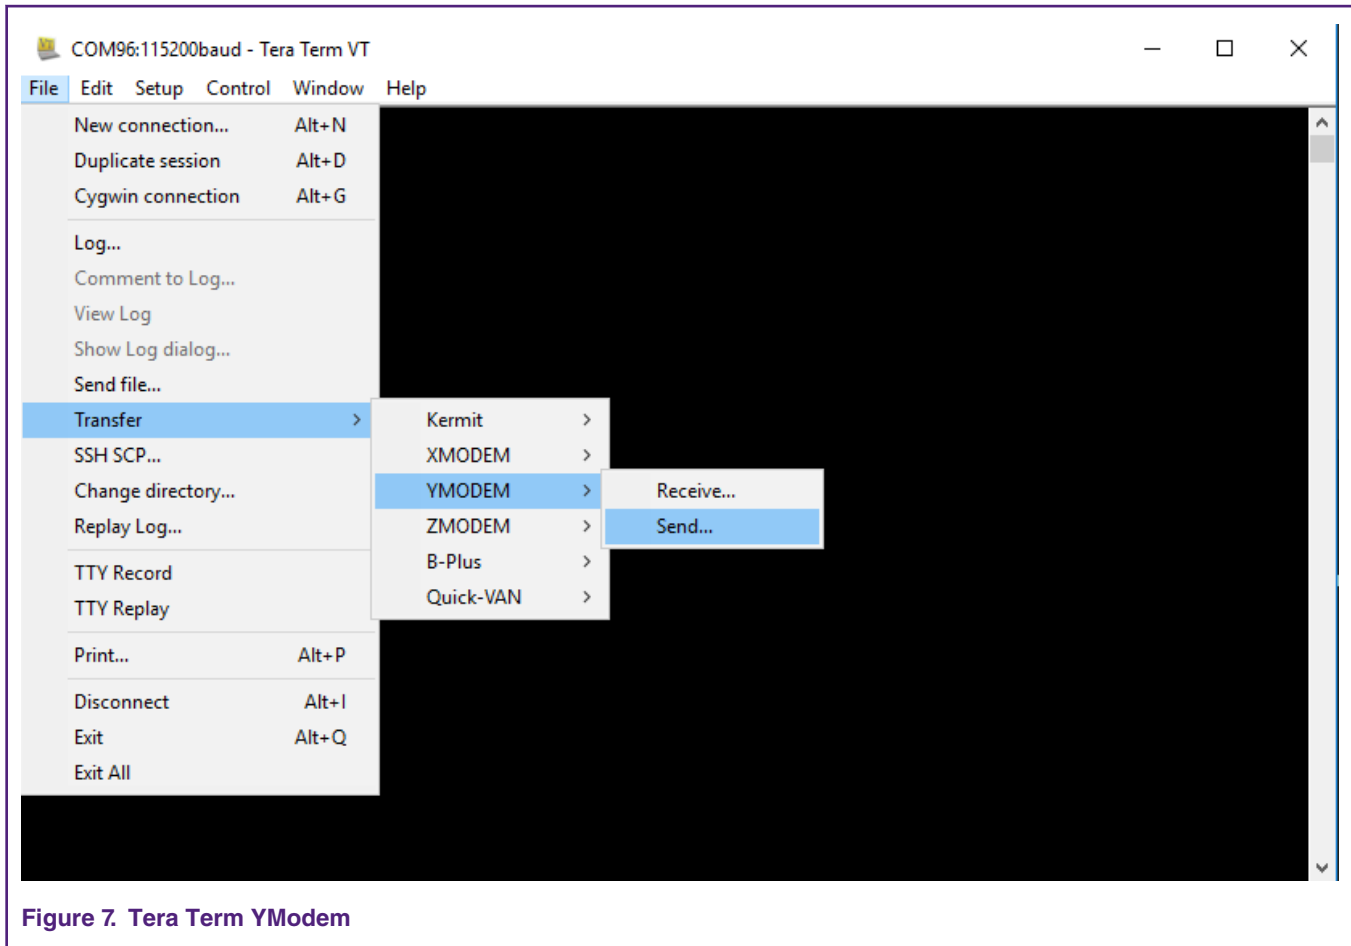 COM96:115200baud - Tera Term VT
File Edit Setup Control Window Help
New connection... Alt+N
Duplicate session Alt+D
Cygwin connection Alt+G
Log...
Comment to Log...
View Log
Show Log dialog...
Send file...
Transfer
SSH SCP...
Change directory...
Replay Log...
TTY Record
TTY Replay
Print... Alt+P
Disconnect Alt+I
Exit Alt+Q
Exit All
Kermit
XMODEM
YMODEM
ZMODEM
B-Plus
Quick-VAN
Receive...
Send...
Figure 7. Tera Term YModem